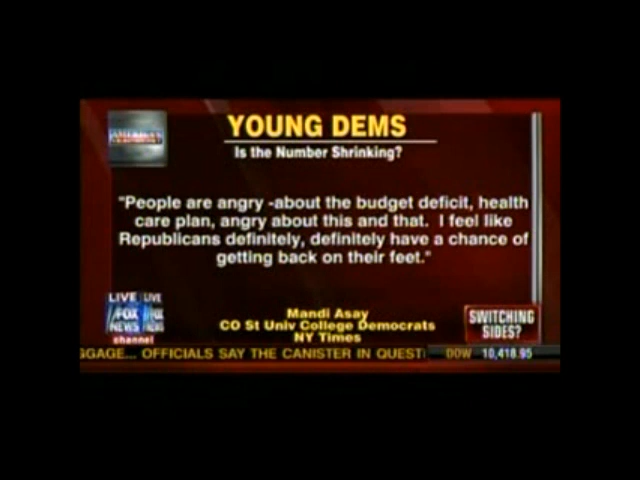 YOUNG DEMS
Is the Number Shrinking?
"People are angry -about the budget deficit, health
care plan, angry about this and that. I feel like
Republicans definitely, definitely have a chance of
getting back on their feet."
LIVE LIVE
FOX
NEWS
channel
Mandi Asay
CO St Univ College Democrats
NY Times
SWITCHING
SIDES?
GGAGE... OFFICIALS SAY THE CANISTER IN QUESTI
DOW 10,418.95